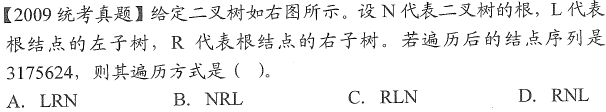 【2009 统考真题】给定二叉树如右图所示。设 N 代表二叉树的根，L 代表
根结点的左子树，R 代表根结点的右子树。若遍历后的结点序列是
3175624，则其遍历方式是（ ）。
A. LRN B. NRL C. RLN D. RNL